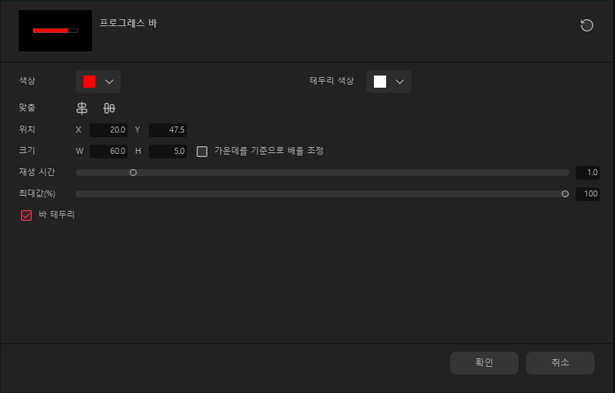 프로그레스 바
색상 테두리 색상
맞춤
위치 X 20.0 Y 47.5
크기 W 60.0 H 5.0 가운데를 기준으로 배율 조정
재생 시간 1.0
최대값(%) 100
바 테두리
확인 취소